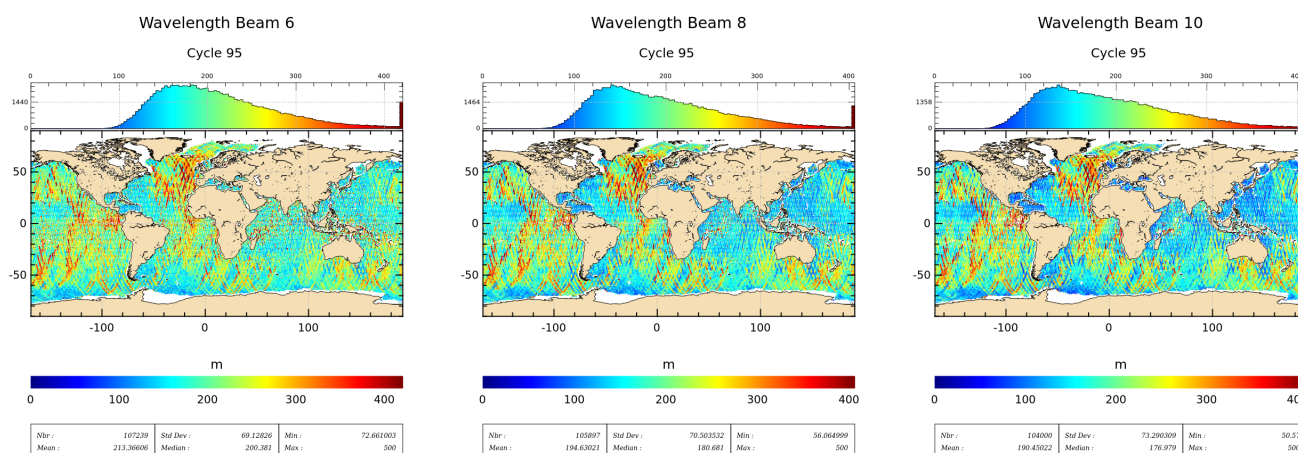 Wavelength Beam 6
Cycle 95
0 100 200 300 400
1440
0
50
0
-50
-100 0 100
m
0 100 200 300 400
Nbr : 107239 Std Dev : 69.12826 Min : 72.661003
Mean : 213.36606 Median : 200.381 Max : 500
Wavelength Beam 8
Cycle 95
0 100 200 300 400
1464
0
50
0
-50
-100 0 100
m
0 100 200 300 400
Nbr : 105897 Std Dev : 70.503532 Min : 56.064999
Mean : 194.63021 Median : 180.681 Max : 500
Wavelength Beam 10
Cycle 95
0 100 200 300 400
1358
0
50
0
-50
-100 0 100
m
0 100 200 300
Nbr : 104000 Std Dev : 73.290309 Min :
Mean : 190.45022 Median : 176.979 Max : 500